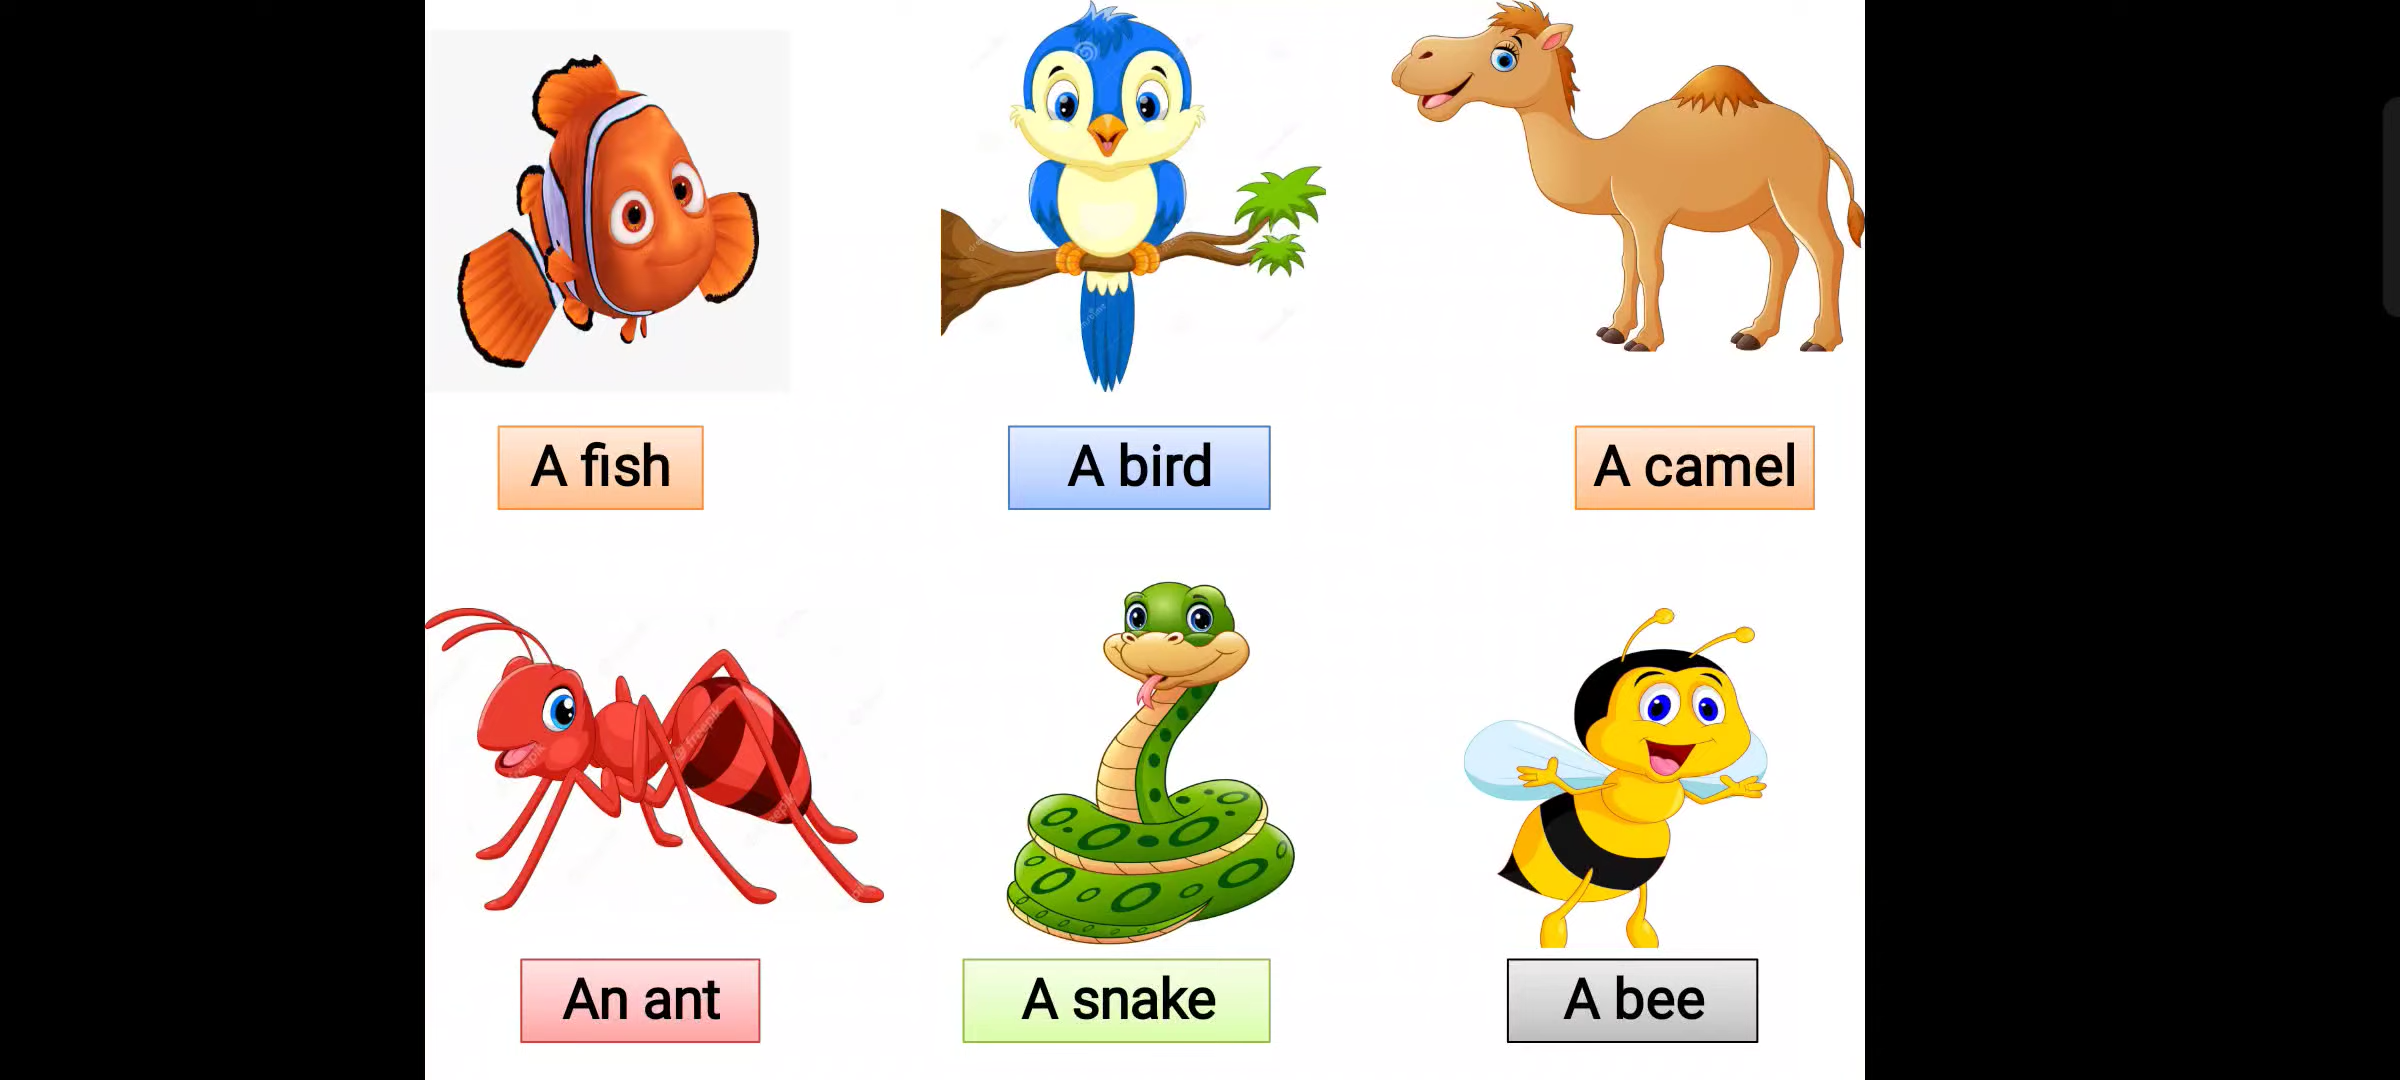 A fish
A bird
A camel
An ant
A snake
A bee